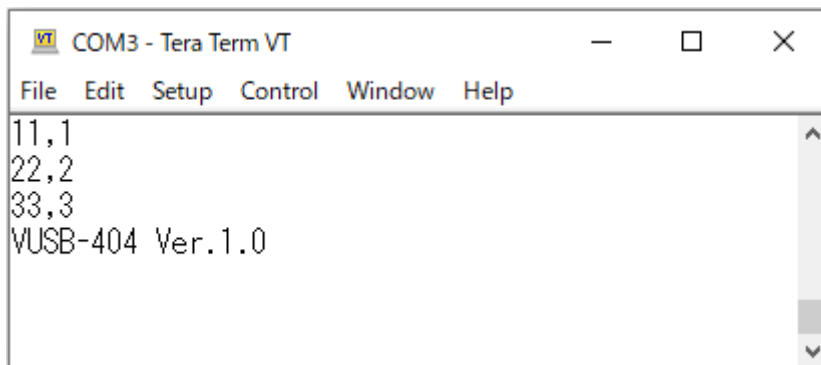 COM3 - Tera Term VT
File Edit Setup Control Window Help
11,1
22,2
33,3
VUSB-404 Ver.1.0